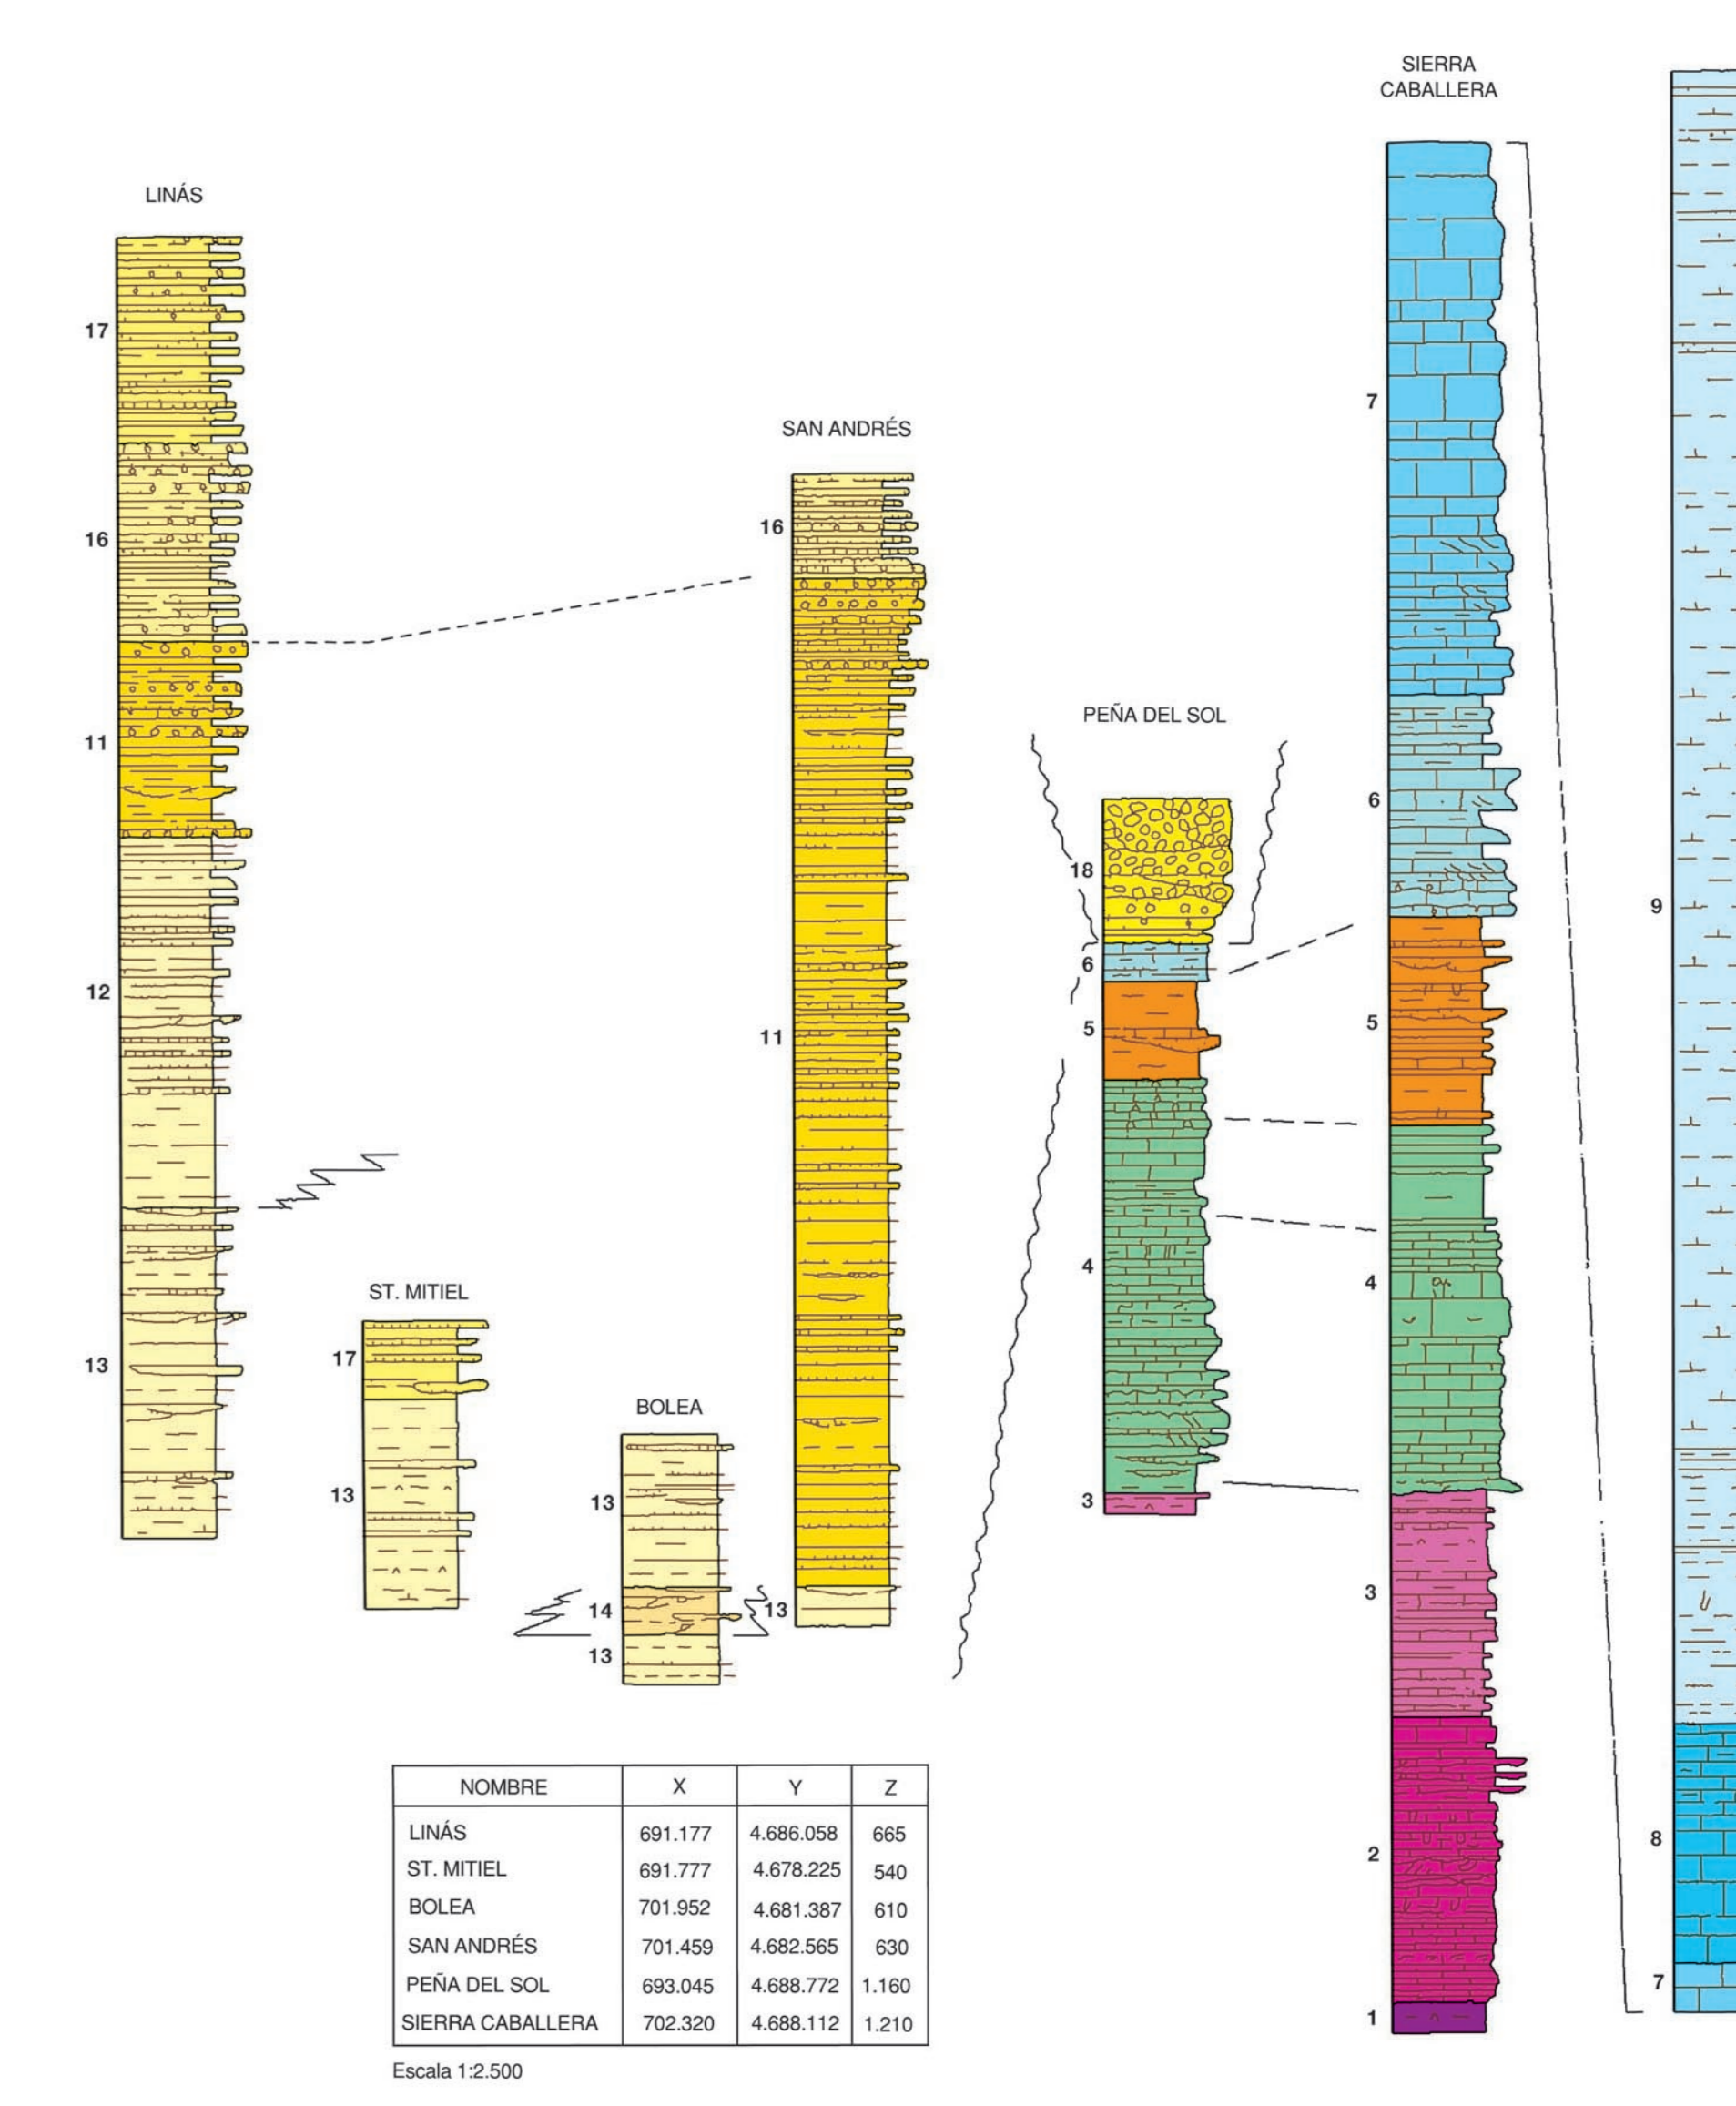 SIERRA
CABALLERA
LINÁS
17
16
11
12
13
SAN ANDRÉS
16
11
13
ST. MITIEL
17
13
BOLEA
13
14
13
PEÑA DEL SOL
18
6
5
4
3
7
6
5
4
3
2
1
9
8
7
NOMBRE X Y Z
LINÁS 691.177 4.686.058 665
ST. MITIEL 691.777 4.678.225 540
BOLEA 701.952 4.681.387 610
SAN ANDRÉS 701.459 4.682.565 630
PEÑA DEL SOL 693.045 4.688.772 1.160
SIERRA CABALLERA 702.320 4.688.112 1.210
Escala 1:2.500